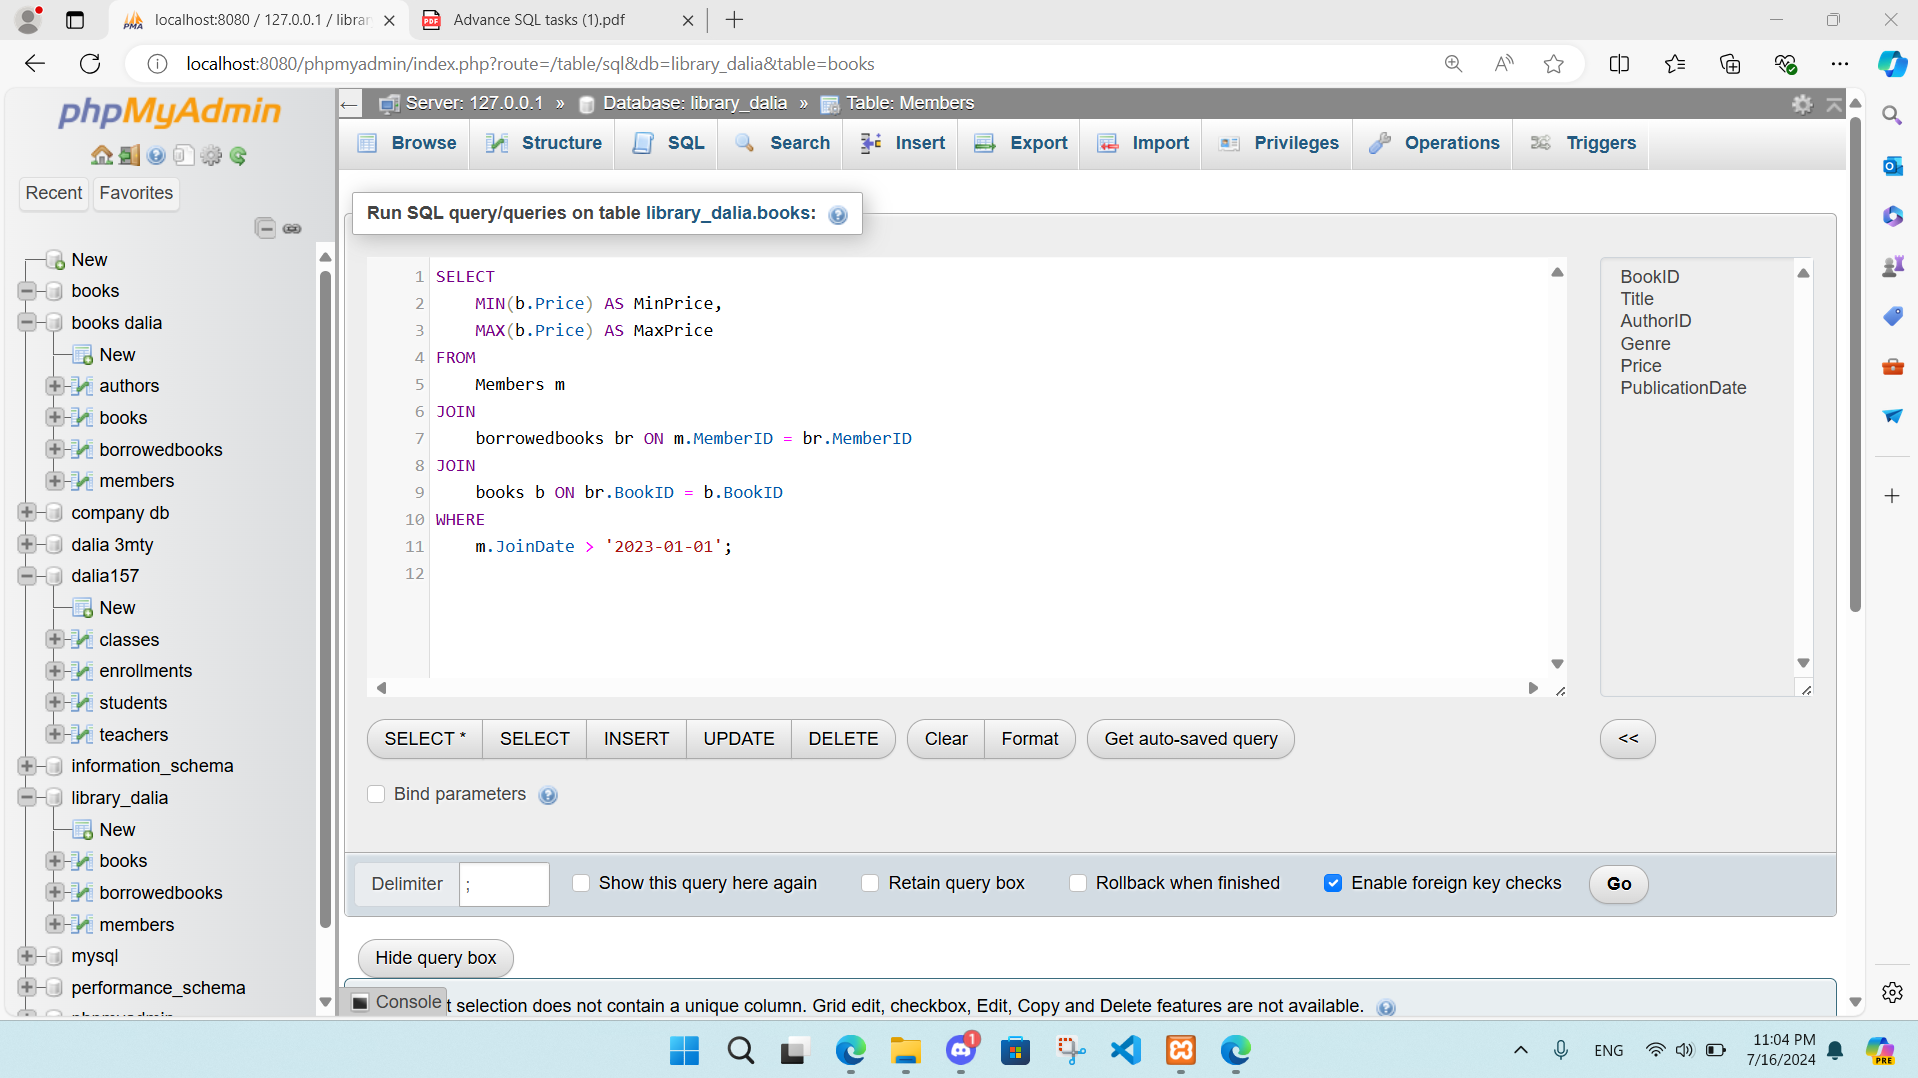 localhost:8080 / 127.0.0.1 / librar
Advance SQL tasks (1).pdf
localhost:8080/phpmyadmin/index.php?route=/table/sql&db=library_dalia&table=books
phpMyAdmin
Recent
Favorites
New
books
books dalia
New
authors
books
borrowedbooks
members
company db
dalia 3mty
dalia157
New
classes
enrollments
students
teachers
information_schema
library_dalia
New
books
borrowedbooks
members
mysql
performance_schema
Server: 127.0.0.1 » Database: library_dalia » Table: Members
Browse
Structure
SQL
Search
Insert
Export
Import
Privileges
Operations
Triggers
Run SQL query/queries on table library_dalia.books:
1 SELECT
2 MIN(b.Price) AS MinPrice,
3 MAX(b.Price) AS MaxPrice
4 FROM
5 Members m
6 JOIN
7 borrowedbooks br ON m.MemberID = br.MemberID
8 JOIN
9 books b ON br.BookID = b.BookID
10 WHERE
11 m.JoinDate > '2023-01-01';
12
BookID
Title
AuthorID
Genre
Price
PublicationDate
SELECT *
SELECT
INSERT
UPDATE
DELETE
Clear
Format
Get auto-saved query
<<
Bind parameters
Delimiter
;
Show this query here again
Retain query box
Rollback when finished
Enable foreign key checks
Go
Hide query box
Console
t selection does not contain a unique column. Grid edit, checkbox, Edit, Copy and Delete features are not available.
1
ENG
11:04 PM
7/16/2024
PRE